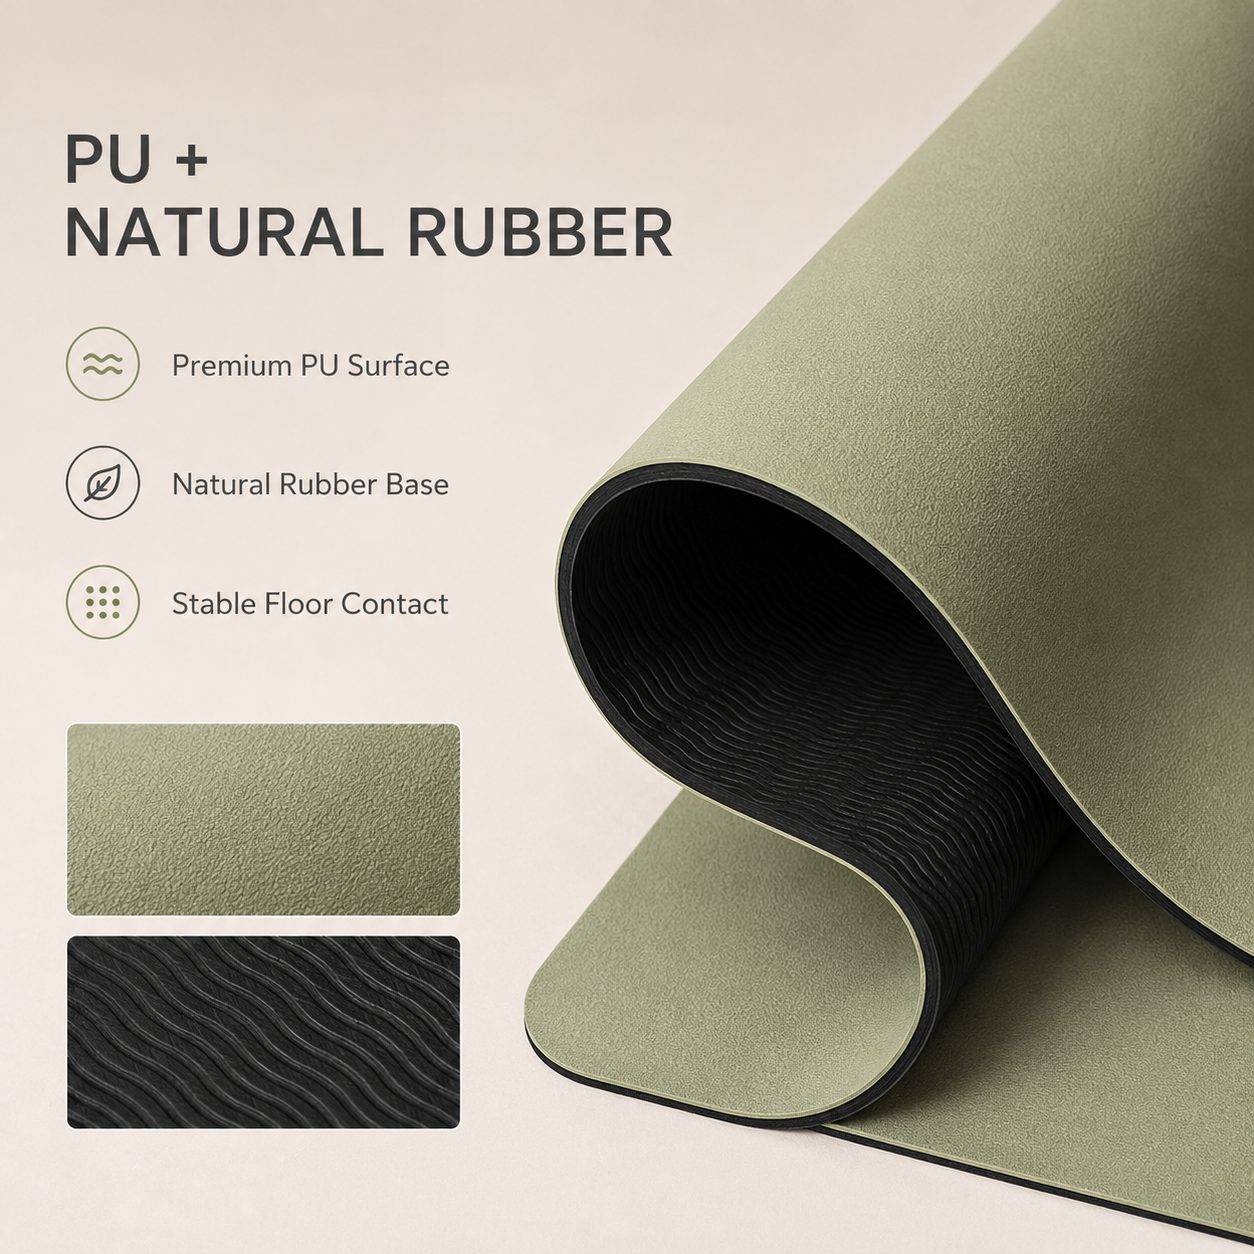 PU +
NATURAL RUBBER
Premium PU Surface
Natural Rubber Base
Stable Floor Contact